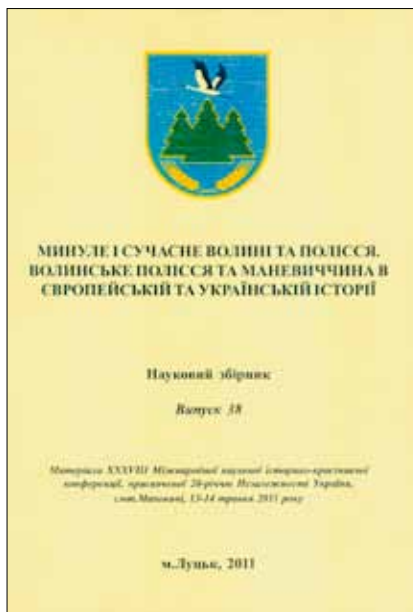 МИНУЛЕ І СУЧАСНЕ ВОЛИНІ ТА ПОЛІССЯ.
ВОЛИНСЬКЕ ПОЛІССЯ ТА МАНЕВИЧЧИНА В
ЄВРОПЕЙСЬКІЙ ТА УКРАЇНСЬКІЙ ІСТОРІЇ
Науковий збірник
Випуск 38
Матеріали XXXVIII Міжнародної наукової історико-краєзнавчої
конференції, присвяченої 20-річчю Незалежності України,
смт.Маневичі, 13-14 травня 2011 року
м.Луцьк, 2011